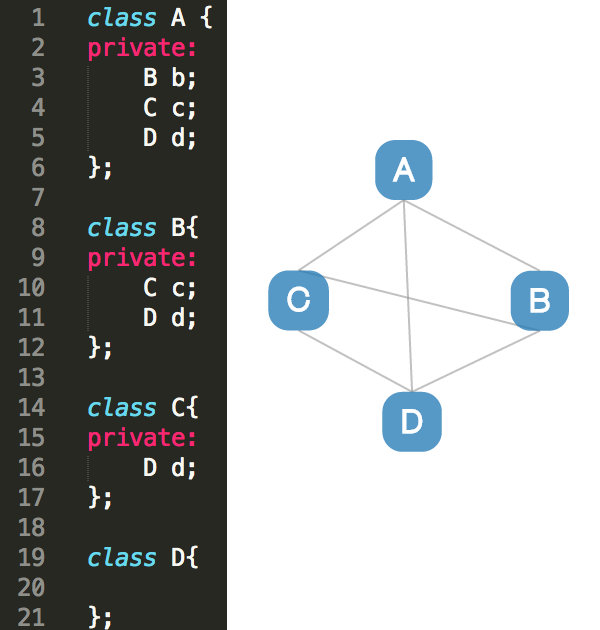 1 class A {
2 private:
3     B b;
4     C c;
5     D d;
6 };
7
8 class B{
9 private:
10     C c;
11     D d;
12 };
13
14 class C{
15 private:
16     D d;
17 };
18
19 class D{
20
21 };
A
C
B
D